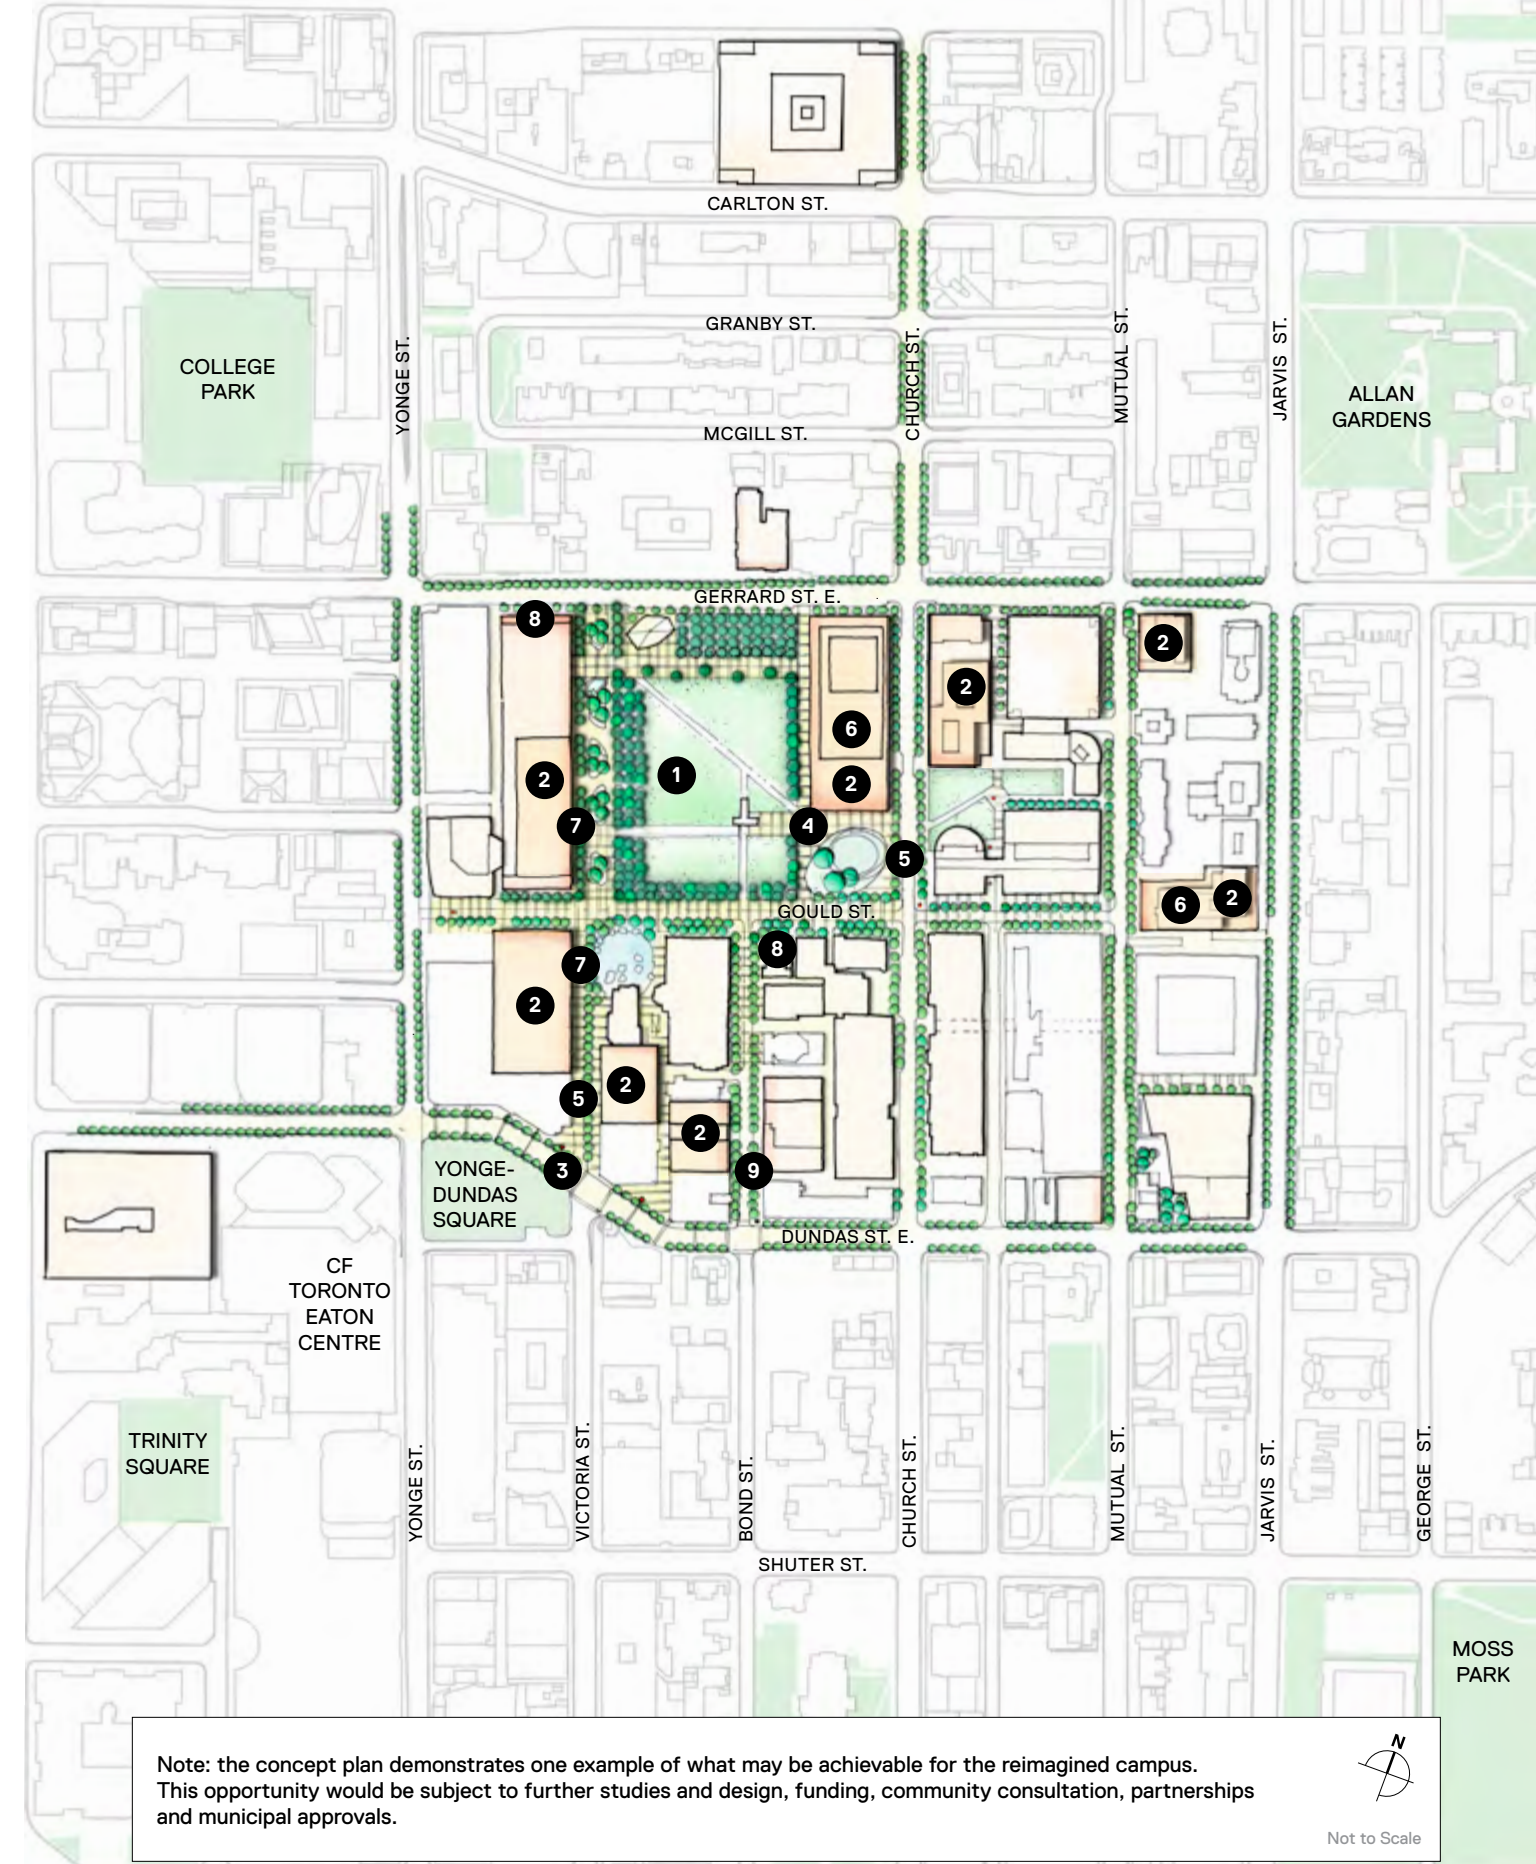 CARLTON ST.
GRANBY ST.
MCGILL ST.
COLLEGE
PARK
YONGE ST.
CHURCH ST.
MUTUAL ST.
JARVIS ST.
ALLAN
GARDENS
GERRARD ST. E.
8
2
2
6
1
2
2
7
4
5
6
2
GOULD ST.
8
7
2
2
5
2
3
9
YONGE-
DUNDAS
SQUARE
DUNDAS ST. E.
CF
TORONTO
EATON
CENTRE
TRINITY
SQUARE
YONGE ST.
VICTORIA ST.
BOND ST.
CHURCH ST.
MUTUAL ST.
JARVIS ST.
GEORGE ST.
SHUTER ST.
MOSS
PARK
Note: the concept plan demonstrates one example of what may be achievable for the reimagined campus.
This opportunity would be subject to further studies and design, funding, community consultation, partnerships
and municipal approvals.
N
Not to Scale